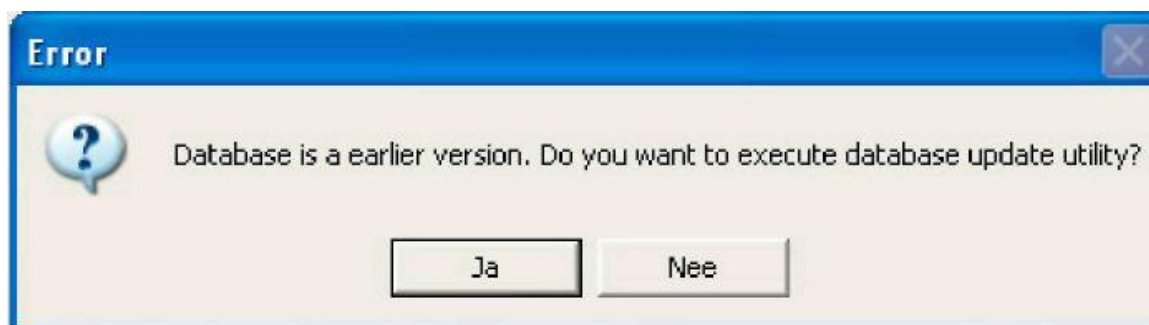 Error
Database is a earlier version. Do you want to execute database update utility?
Ja
Nee